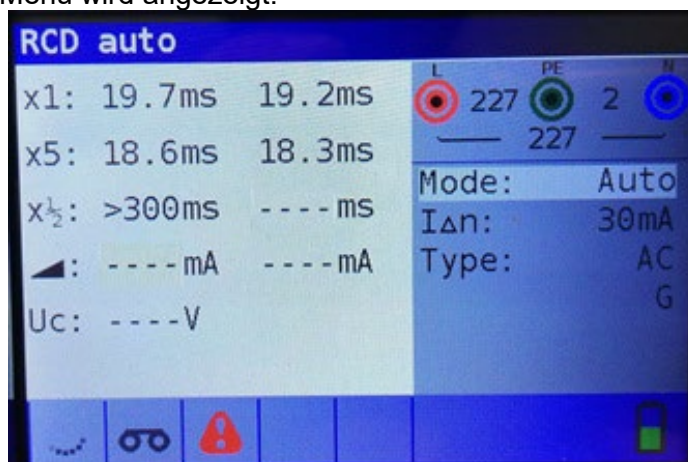 Menü wird angezeigt:
RCD auto
x1: 19.7ms 19.2ms
x5: 18.6ms 18.3ms
x½: >300ms ----ms
◢: ----mA ----mA
Uc: ----V
L PE N
227 2
227
Mode: Auto
I∆n: 30mA
Type: AC
G